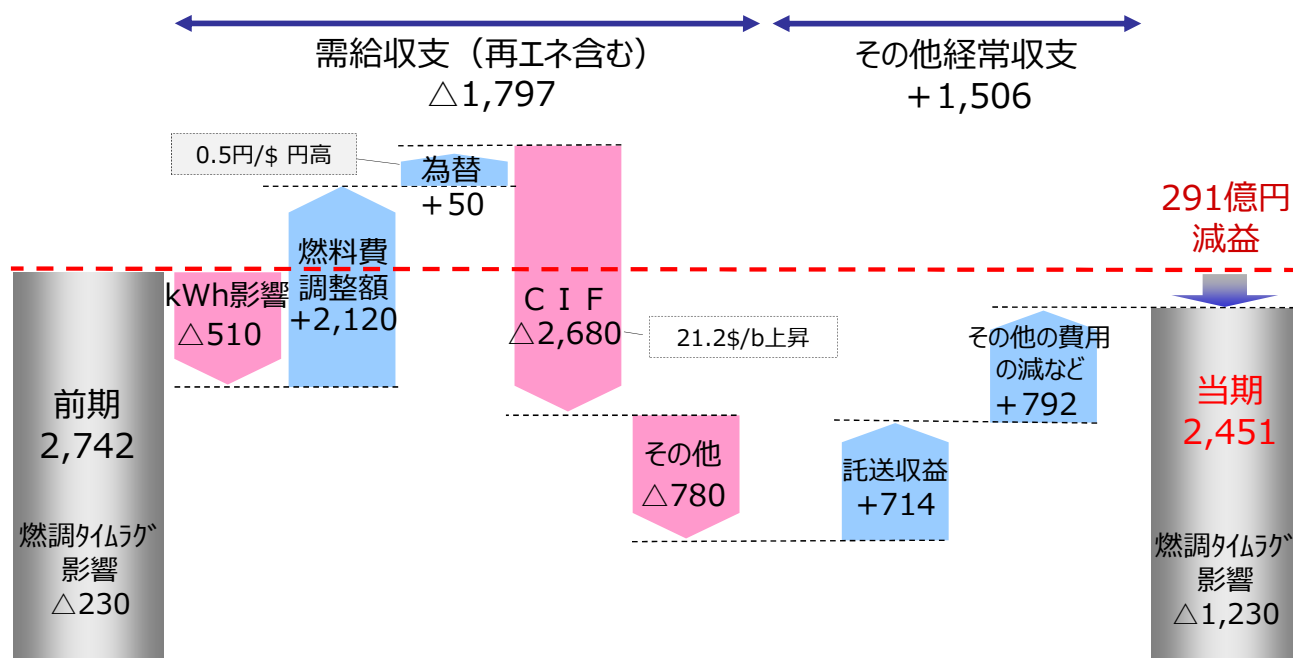 需給収支（再エネ含む）
△1,797
その他経常収支
＋1,506
0.5円/$ 円高
為替
＋50
燃料費
調整額
+2,120
kWh影響
△510
ＣＩＦ
△2,680
21.2$/b上昇
その他
△780
託送収益
+714
その他の費用
の減など
＋792
291億円
減益
前期
2,742
燃調ﾀｲﾑﾗｸﾞ
影響
△230
当期
2,451
燃調ﾀｲﾑﾗｸﾞ
影響
△1,230